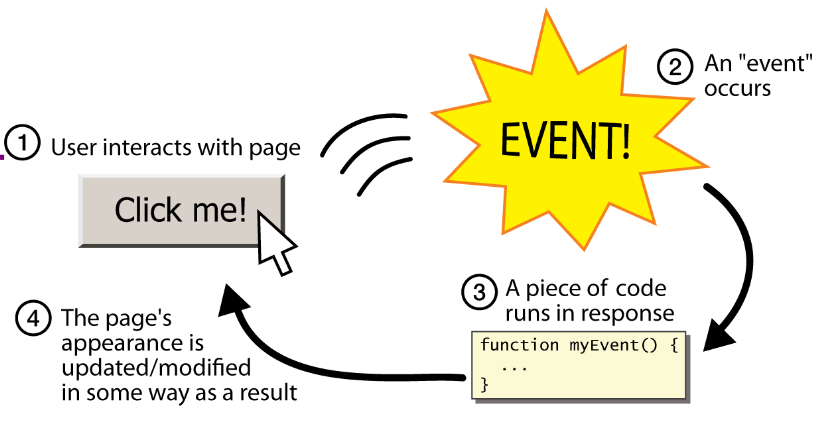 1 User interacts with page
Click me!
EVENT!
2 An "event"
occurs
3 A piece of code
runs in response
function myEvent() {
...
}
4 The page's
appearance is
updated/modified
in some way as a result